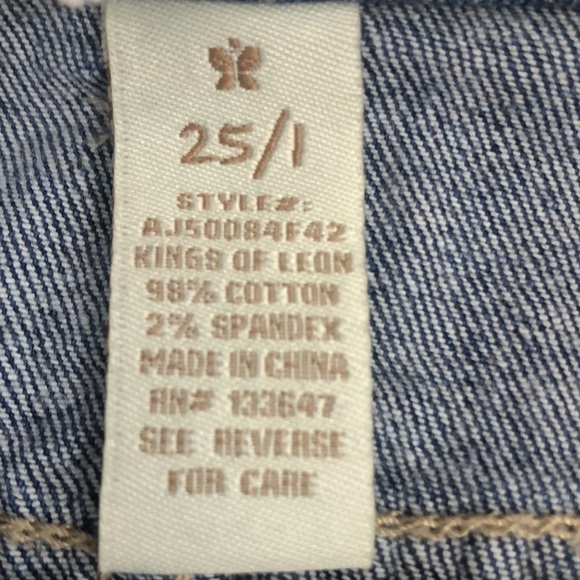 25/1
STYLE#:
AJ50084F42
KINGS OF LEON
98% COTTON
2% SPANDEX
MADE IN CHINA
RN# 133647
SEE REVERSE
FOR CARE